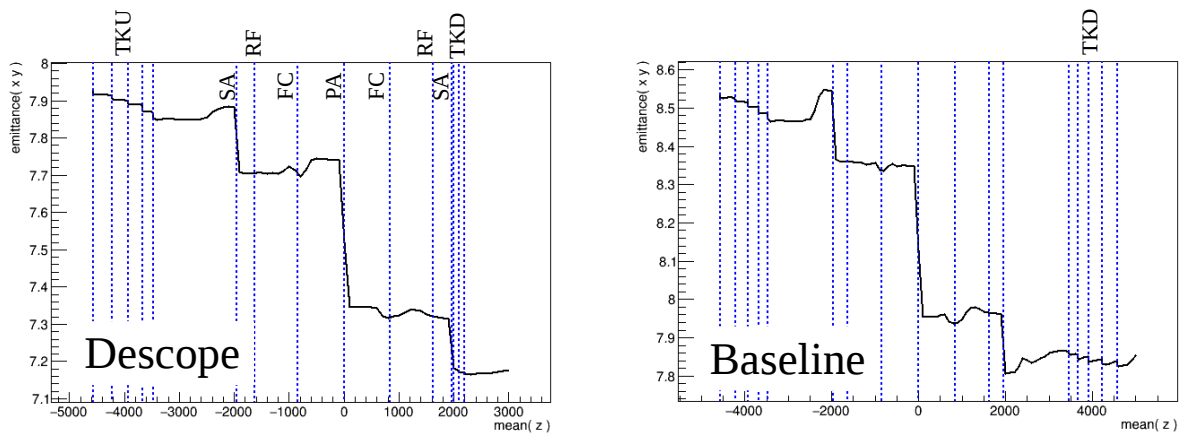 TKU
RF
RF
TKD
SA
FC
PA
FC
SA
emittance( x y )
8
7.9
7.8
7.7
7.6
7.5
7.4
7.3
7.2
7.1
Descope
−5000 −4000 −3000 −2000 −1000 0 1000 2000 3000
mean( z )
TKD
emittance( x y )
8.6
8.5
8.4
8.3
8.2
8.1
8
7.9
7.8
Baseline
−4000 −2000 0 2000 4000
mean( z )